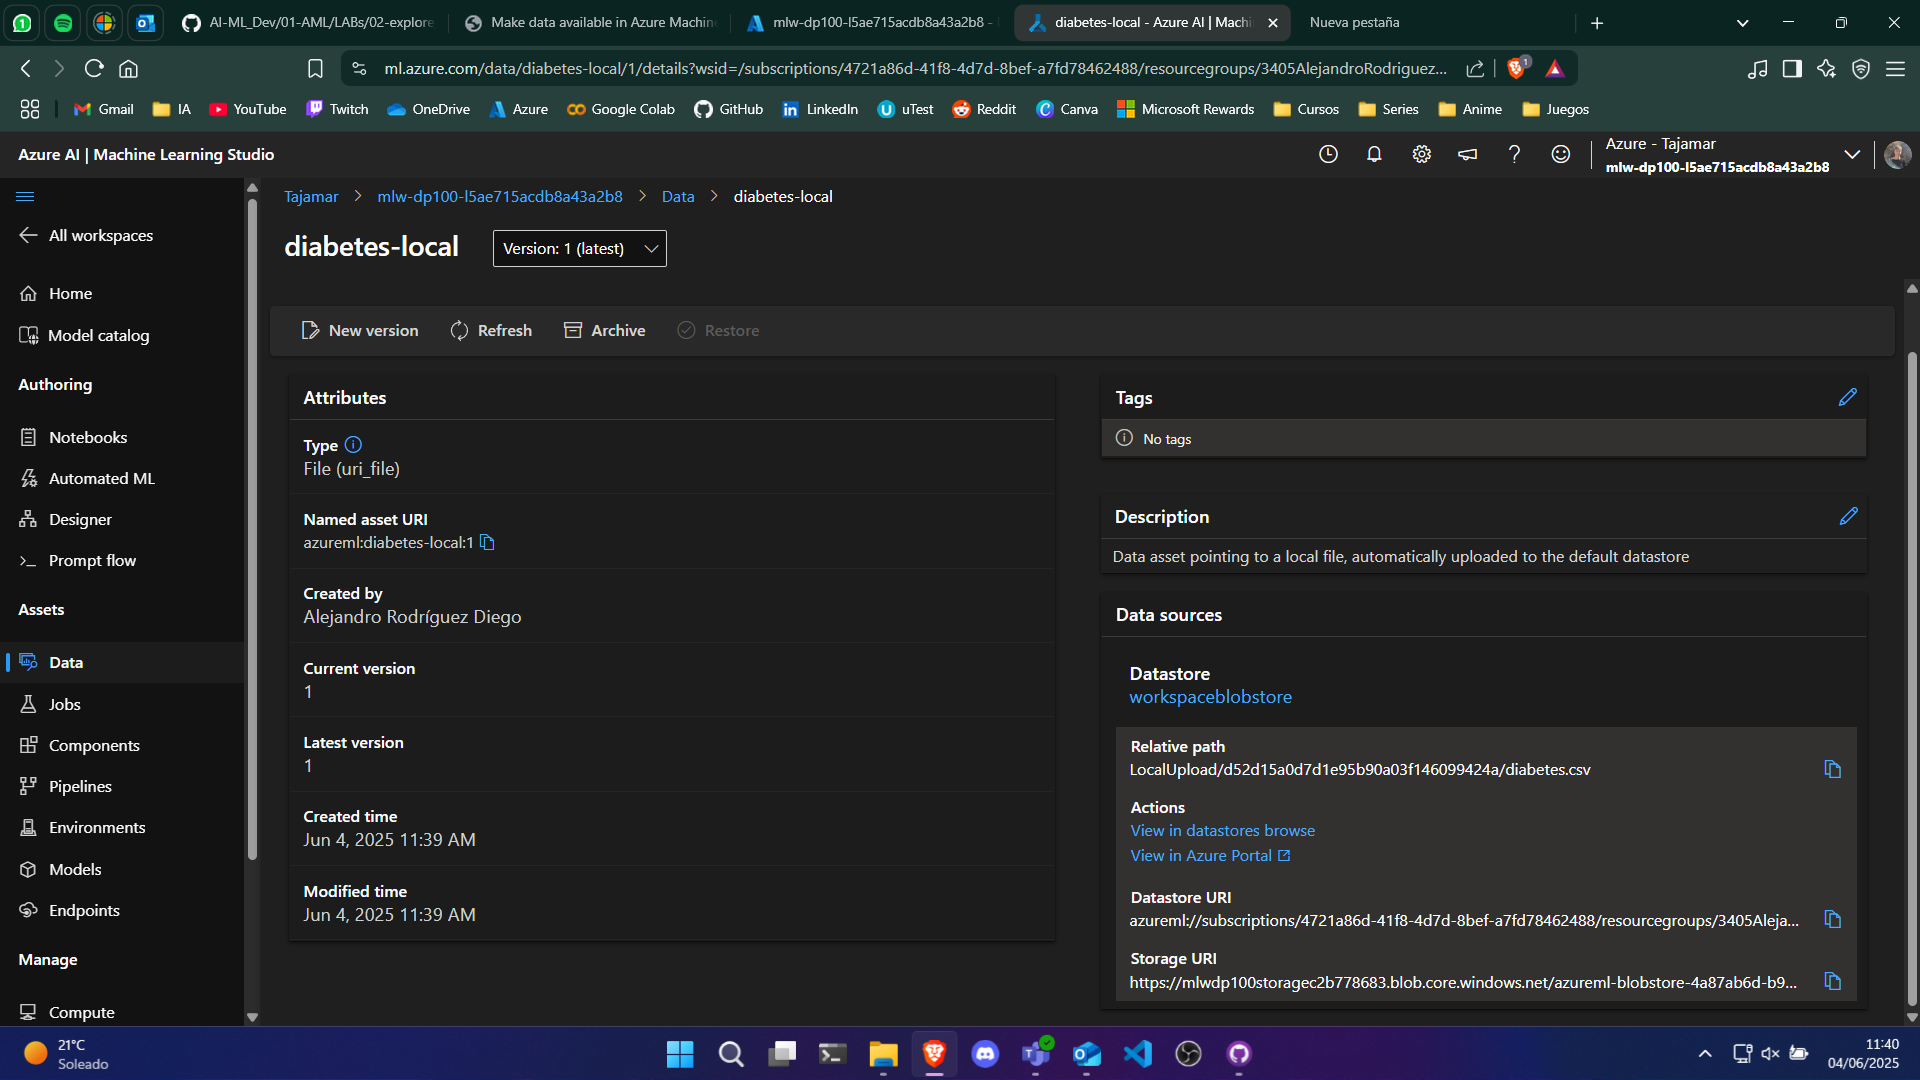 AI-ML_Dev/01-AML/LABs/02-explore
Make data available in Azure Machin
mlw-dp100-l5ae715acdb8a43a2b8 -
diabetes-local - Azure AI | Machi
Nueva pestaña
ml.azure.com/data/diabetes-local/1/details?wsid=/subscriptions/4721a86d-41f8-4d7d-8bef-a7fd78462488/resourcegroups/3405AlejandroRodriguez...
1
Gmail
IA
YouTube
Twitch
OneDrive
Azure
Google Colab
GitHub
LinkedIn
uTest
Reddit
Canva
Microsoft Rewards
Cursos
Series
Anime
Juegos
Azure AI | Machine Learning Studio
Azure - Tajamar
mlw-dp100-l5ae715acdb8a43a2b8
Tajamar > mlw-dp100-l5ae715acdb8a43a2b8 > Data > diabetes-local
diabetes-local
Version: 1 (latest)
All workspaces
Home
Model catalog
Authoring
Notebooks
Automated ML
Designer
Prompt flow
Assets
Data
Jobs
Components
Pipelines
Environments
Models
Endpoints
Manage
Compute
New version
Refresh
Archive
Restore
Attributes
Type
File (uri_file)
Named asset URI
azureml:diabetes-local:1
Created by
Alejandro Rodríguez Diego
Current version
1
Latest version
1
Created time
Jun 4, 2025 11:39 AM
Modified time
Jun 4, 2025 11:39 AM
Tags
No tags
Description
Data asset pointing to a local file, automatically uploaded to the default datastore
Data sources
Datastore
workspaceblobstore
Relative path
LocalUpload/d52d15a0d7d1e95b90a03f146099424a/diabetes.csv
Actions
View in datastores browse
View in Azure Portal
Datastore URI
azureml://subscriptions/4721a86d-41f8-4d7d-8bef-a7fd78462488/resourcegroups/3405Aleja...
Storage URI
https://mlwdp100storagec2b778683.blob.core.windows.net/azureml-blobstore-4a87ab6d-b9...
21°C
Soleado
11:40
04/06/2025